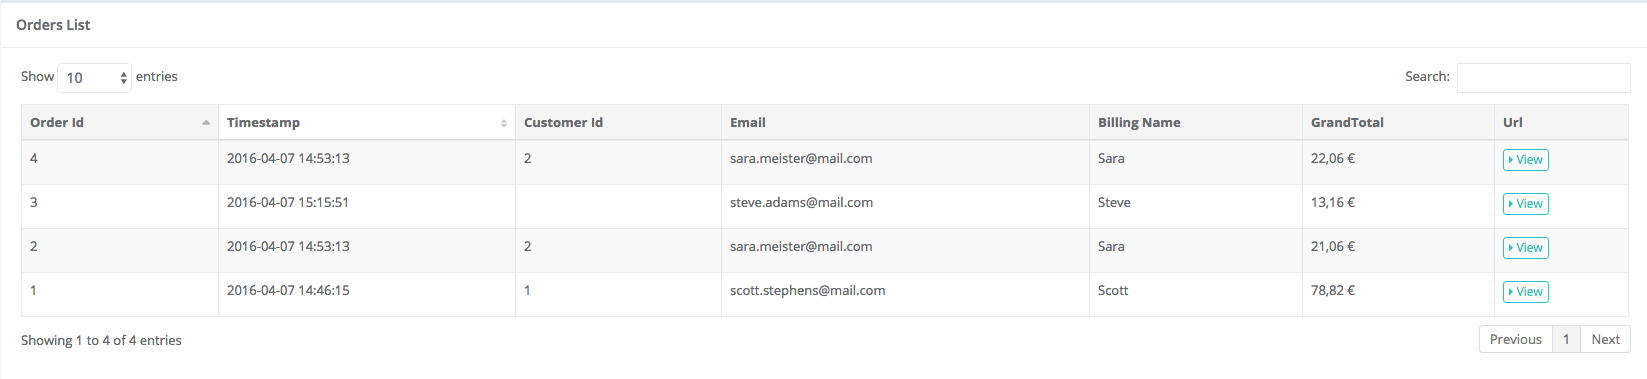 Orders List
Show 10 entries Search:
Order Id Timestamp Customer Id Email Billing Name GrandTotal Url
4 2016-04-07 14:53:13 2 sara.meister@mail.com Sara 22,06 € View
3 2016-04-07 15:15:51 steve.adams@mail.com Steve 13,16 € View
2 2016-04-07 14:53:13 2 sara.meister@mail.com Sara 21,06 € View
1 2016-04-07 14:46:15 1 scott.stephens@mail.com Scott 78,82 € View
Showing 1 to 4 of 4 entries Previous 1 Next